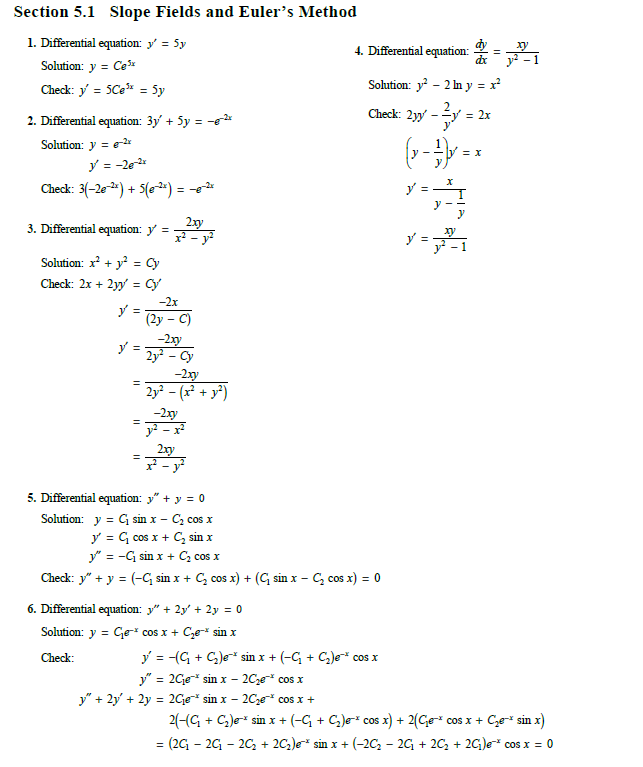 Section 5.1 Slope Fields and Euler's Method
1. Differential equation: y′ = 5y
Solution: y = Ce^(5x)
Check: y′ = 5Ce^(5x) = 5y
2. Differential equation: 3y′ + 5y = −e^(−2x)
Solution: y = e^(−2x)
y′ = −2e^(−2x)
Check: 3(−2e^(−2x)) + 5(e^(−2x)) = −e^(−2x)
3. Differential equation: y′ = 2xy / (x² − y²)
Solution: x² + y² = Cy
Check: 2x + 2yy′ = Cy′
y′ = −2x / (2y − C)
y′ = −2xy / (2y² − Cy)
= −2xy / (2y² − (x² + y²))
= −2xy / (y² − x²)
= 2xy / (x² − y²)
4. Differential equation: dy/dx = xy / (y² − 1)
Solution: y² − 2 ln y = x²
Check: 2yy′ − (2/y)y′ = 2x
(y − 1/y)y′ = x
y′ = x / (y − 1/y)
y′ = xy / (y² − 1)
5. Differential equation: y″ + y = 0
Solution: y = C₁ sin x − C₂ cos x
y′ = C₁ cos x + C₂ sin x
y″ = −C₁ sin x + C₂ cos x
Check: y″ + y = (−C₁ sin x + C₂ cos x) + (C₁ sin x − C₂ cos x) = 0
6. Differential equation: y″ + 2y′ + 2y = 0
Solution: y = C₁e^(−x) cos x + C₂e^(−x) sin x
Check: y′ = −(C₁ + C₂)e^(−x) sin x + (−C₁ + C₂)e^(−x) cos x
y″ = 2C₁e^(−x) sin x − 2C₂e^(−x) cos x
y″ + 2y′ + 2y = 2C₁e^(−x) sin x − 2C₂e^(−x) cos x +
2(−(C₁ + C₂)e^(−x) sin x + (−C₁ + C₂)e^(−x) cos x) + 2(C₁e^(−x) cos x + C₂e^(−x) sin x)
= (2C₁ − 2C₁ − 2C₂ + 2C₂)e^(−x) sin x + (−2C₂ − 2C₁ + 2C₂ + 2C₁)e^(−x) cos x = 0